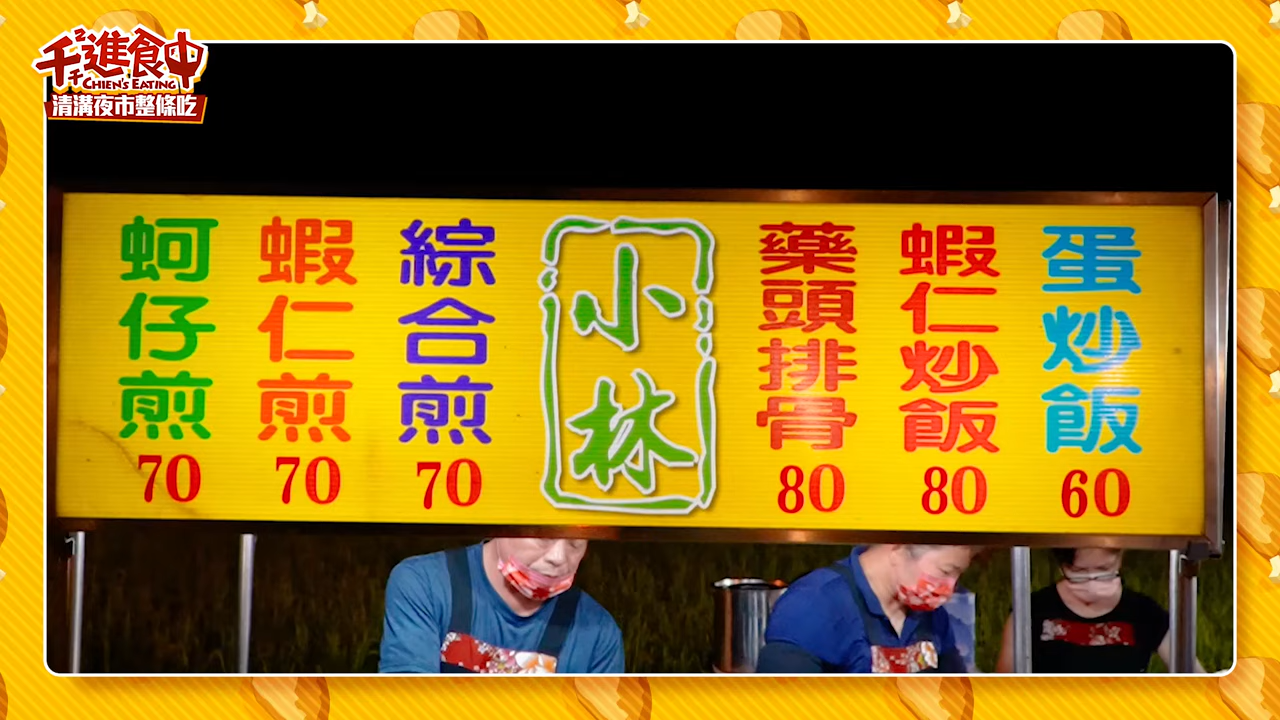 千千進食中
CHIEN'S EATING
清溝夜市整條吃
蚵仔煎
70
蝦仁煎
70
綜合煎
70
小林
藥頭排骨
80
蝦仁炒飯
80
蛋炒飯
60